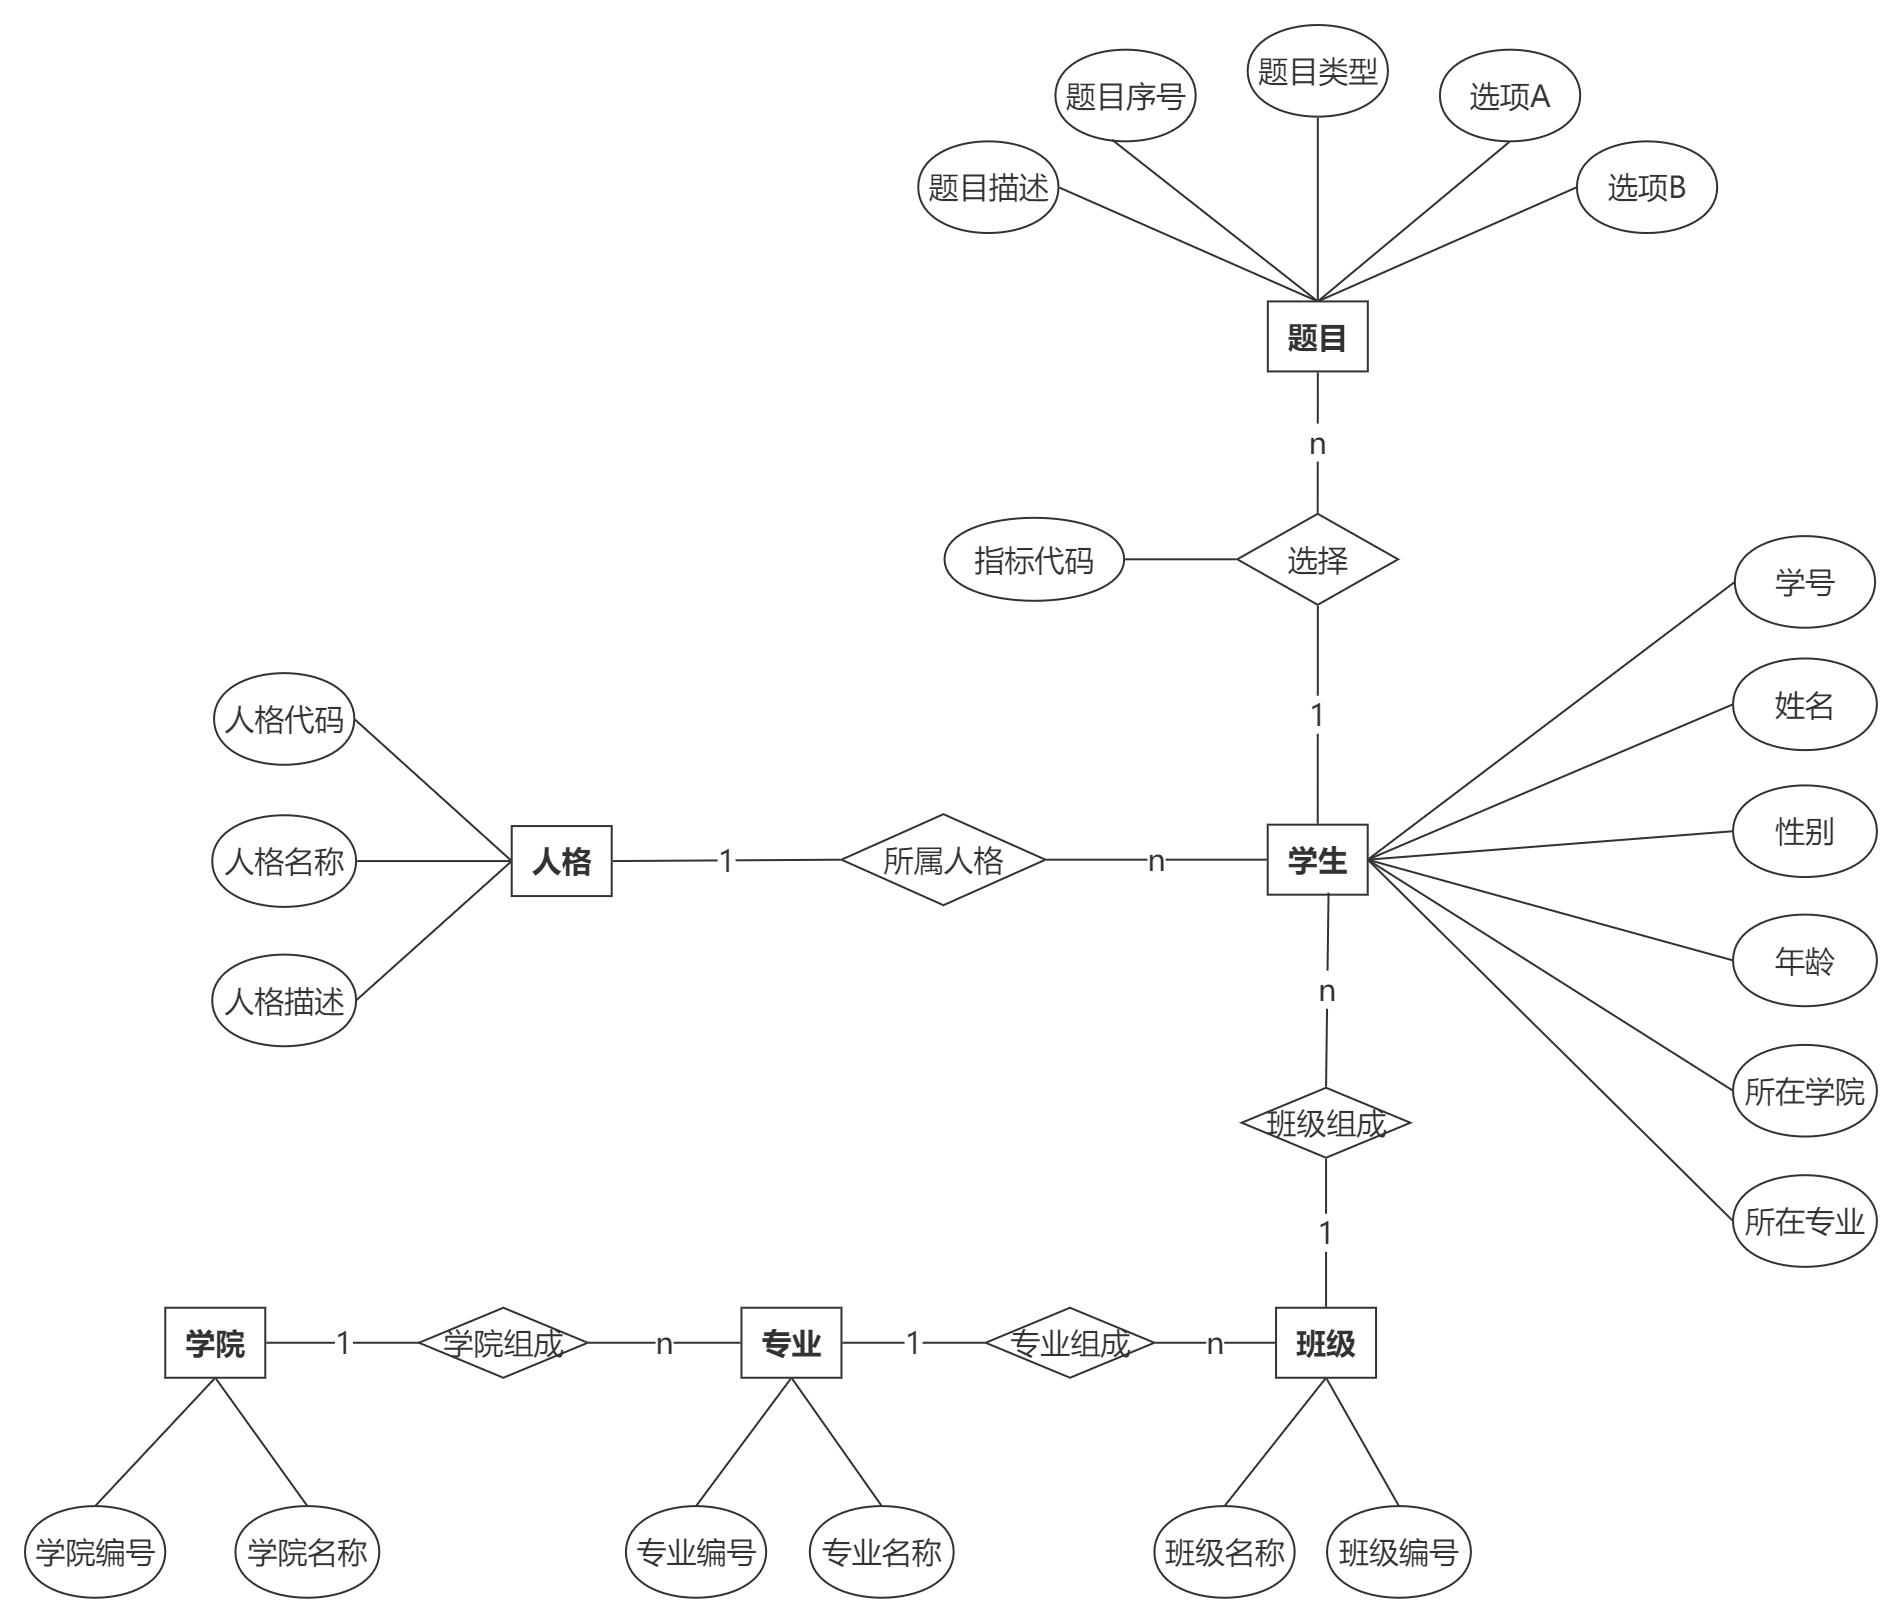 题目类型
题目序号
选项A
题目描述
选项B
题目
n
指标代码
选择
学号
姓名
1
人格代码
性别
人格名称
人格
1
所属人格
n
学生
年龄
人格描述
n
所在学院
班级组成
所在专业
1
学院
1
学院组成
n
专业
1
专业组成
n
班级
学院编号
学院名称
专业编号
专业名称
班级名称
班级编号